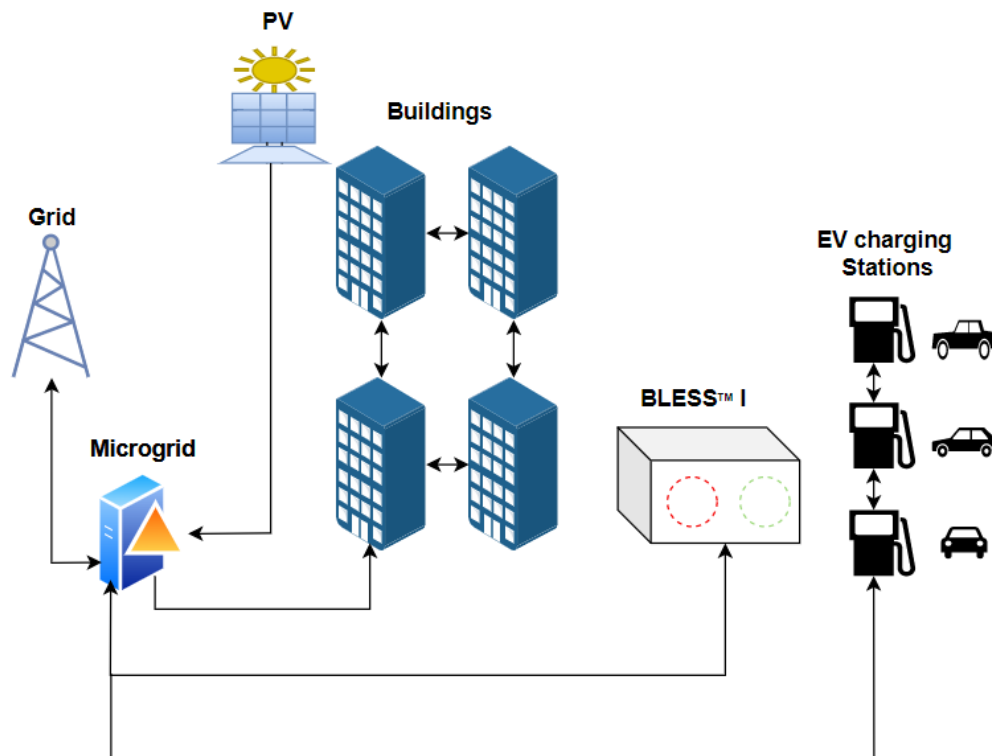 PV
Buildings
Grid
EV charging
Stations
BLESS™ I
Microgrid